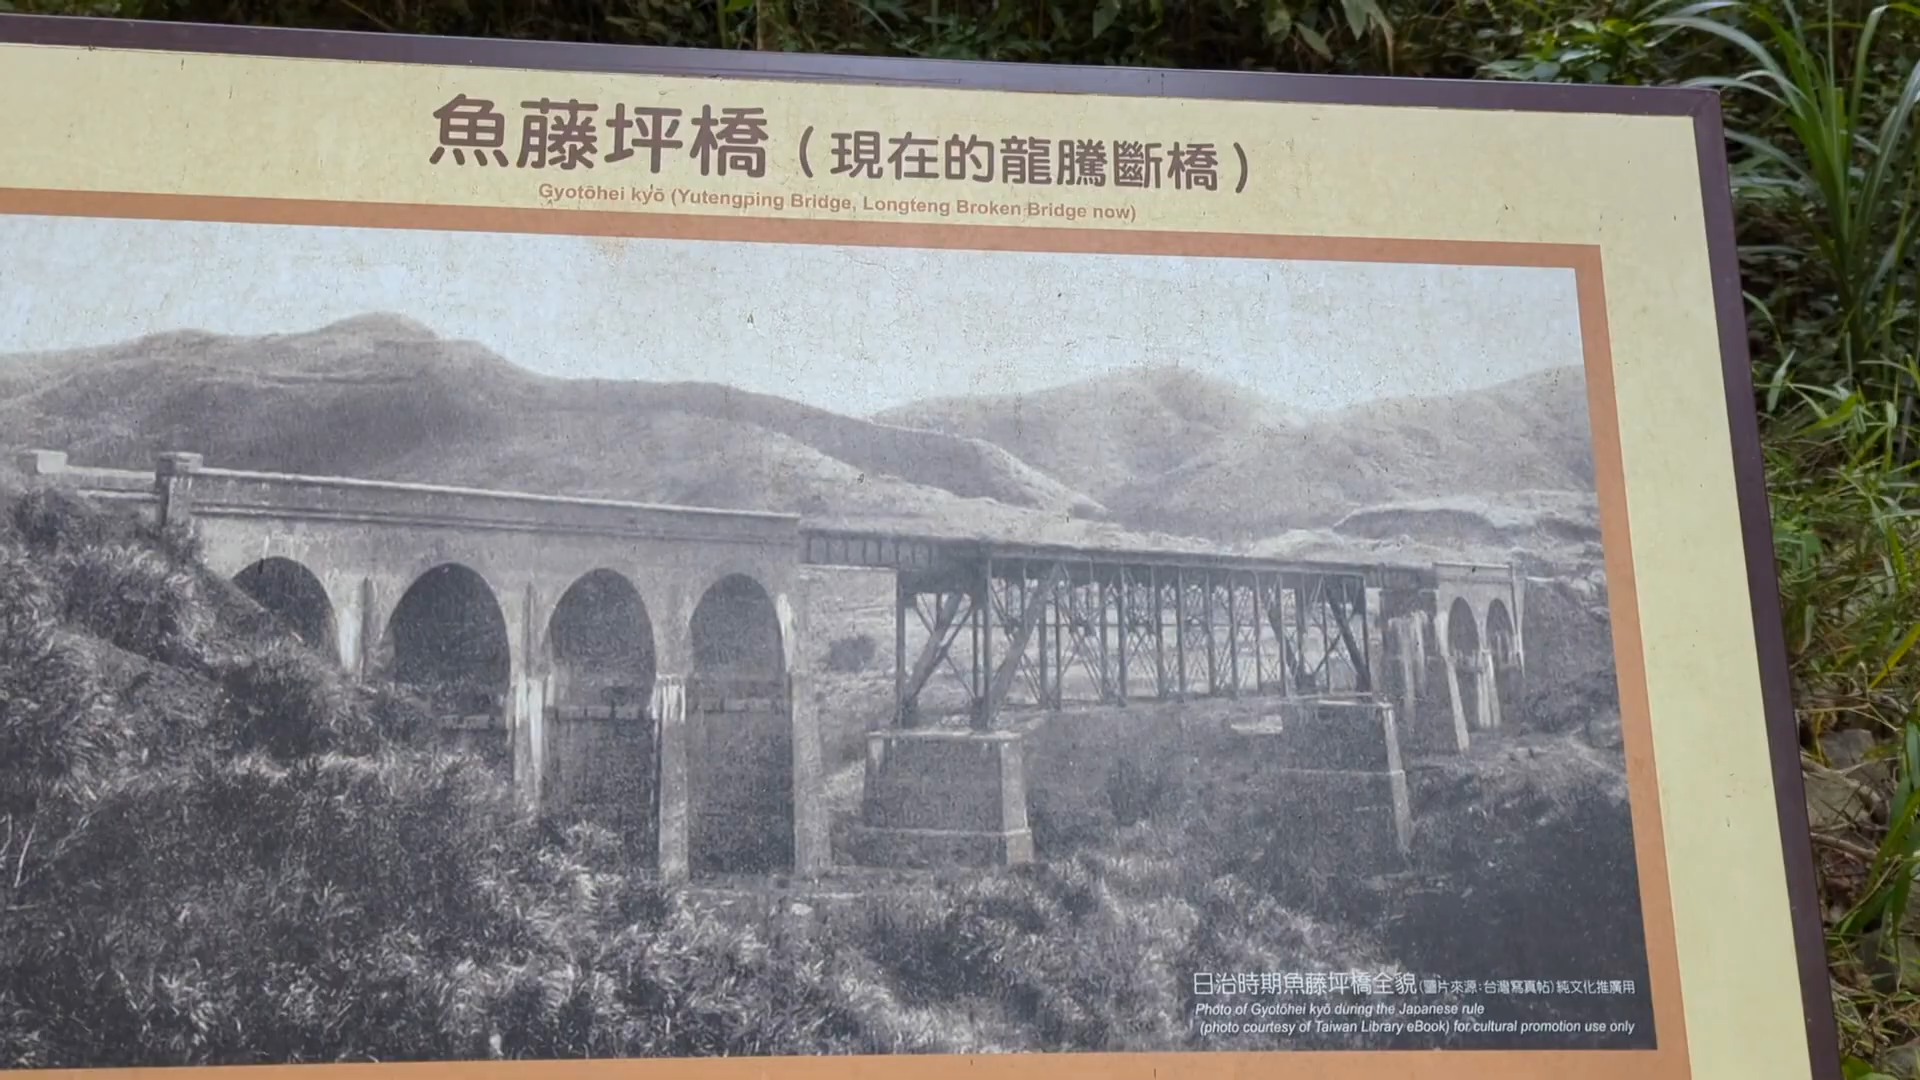 魚藤坪橋（現在的龍騰斷橋）
Gyotōhei kyō (Yutengping Bridge, Longteng Broken Bridge now)
日治時期魚藤坪橋全貌（圖片來源：台灣寫真帖）純文化推廣用
Photo of Gyotōhei kyō during the Japanese rule
(photo courtesy of Taiwan Library eBook) for cultural promotion use only